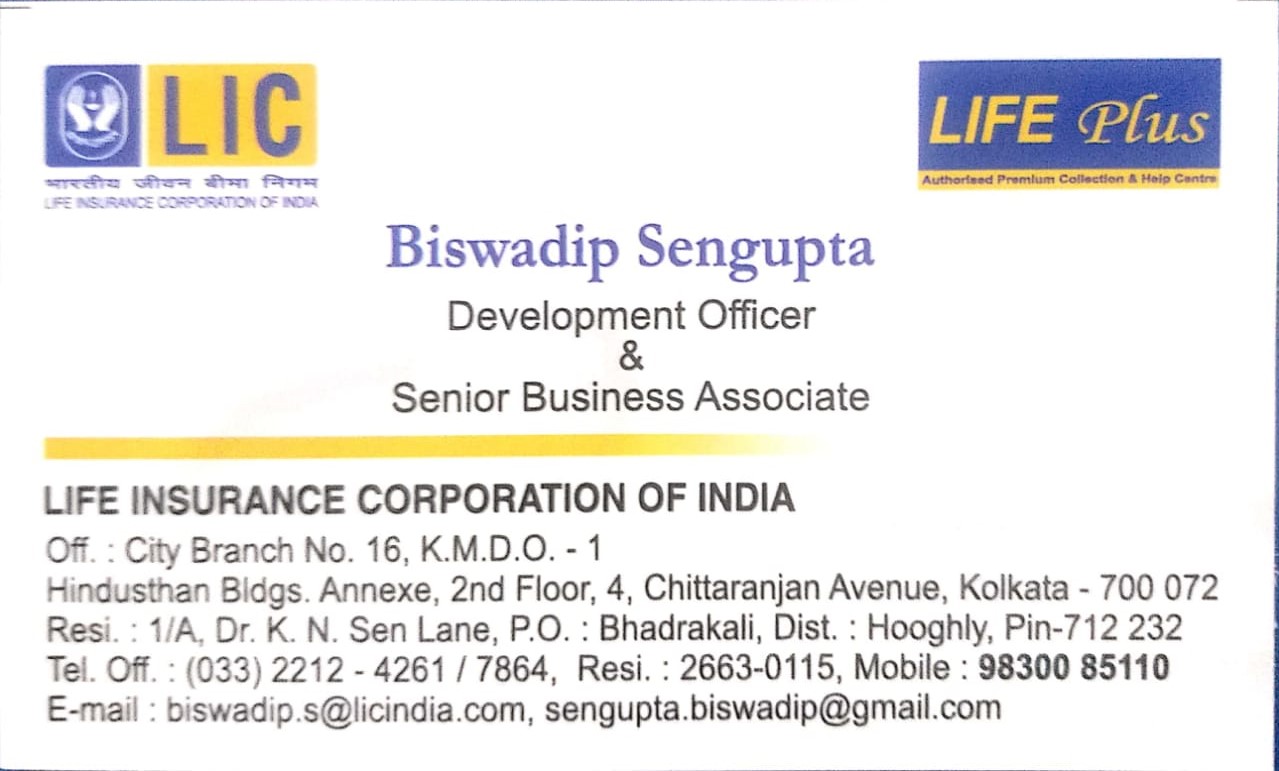 LIC
भारतीय जीवन बीमा निगम
LIFE INSURANCE CORPORATION OF INDIA
LIFE Plus
Authorised Premium Collection & Help Centre
Biswadip Sengupta
Development Officer
&
Senior Business Associate
LIFE INSURANCE CORPORATION OF INDIA
Off. : City Branch No. 16, K.M.D.O. - 1
Hindusthan Bldgs. Annexe, 2nd Floor, 4, Chittaranjan Avenue, Kolkata - 700 072
Resi. : 1/A, Dr. K. N. Sen Lane, P.O. : Bhadrakali, Dist. : Hooghly, Pin-712 232
Tel. Off. : (033) 2212 - 4261 / 7864, Resi. : 2663-0115, Mobile : 98300 85110
E-mail : biswadip.s@licindia.com, sengupta.biswadip@gmail.com